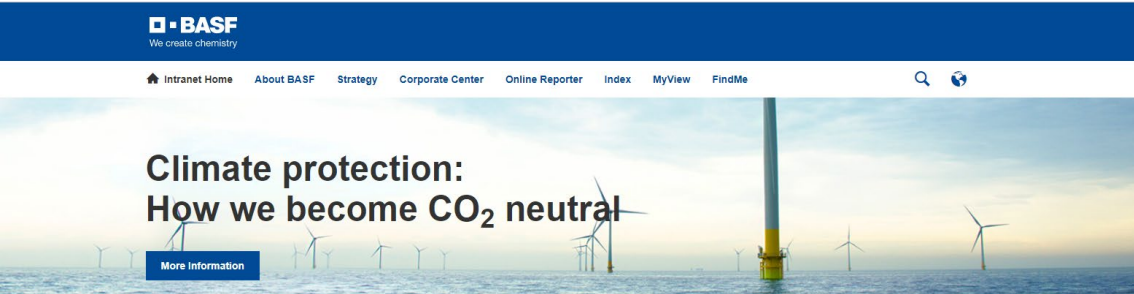 BASF
We create chemistry
Intranet Home About BASF Strategy Corporate Center Online Reporter Index MyView FindMe
Climate protection:
How we become CO₂ neutral
More Information